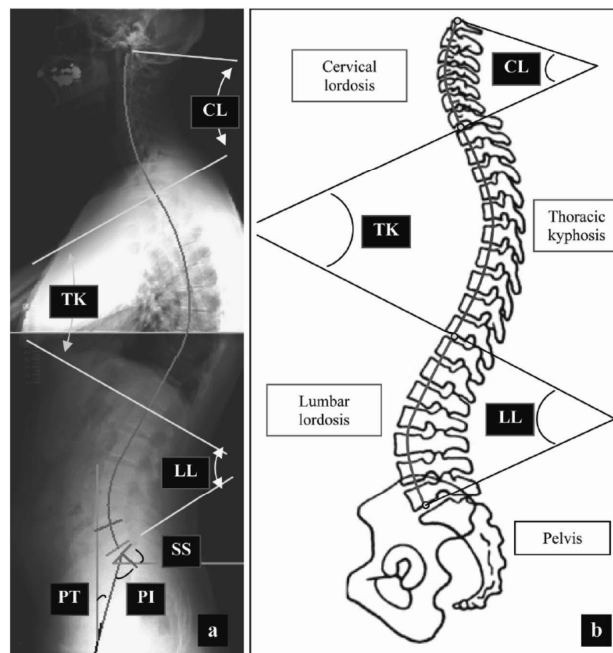 CL
TK
LL
SS
PT
PI
a
Cervical
lordosis
CL
TK
Thoracic
kyphosis
Lumbar
lordosis
LL
Pelvis
b